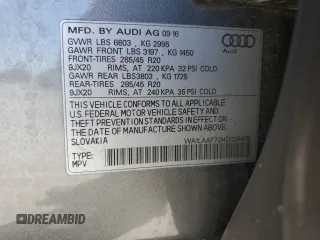 MFD. BY AUDI AG 09 16
GVWR LBS 6603 , KG 2995
GAWR FRONT LBS 3197 , KG 1450
FRONT-TIRES 285/45 R20
9JX20 RIMS, AT 220 KPA 32 PSI COLD
GAWR REAR LBS3803 , KG 1725
REAR-TIRES 285/45 R20
9JX20 RIMS, AT 240 KPA 35 PSI COLD
THIS VEHICLE CONFORMS TO ALL APPLICABLE
U.S. FEDERAL MOTOR VEHICLE SAFETY AND
THEFT PREVENTION STANDARDS IN EFFECT ON
THE DATE OF MANUFACTURE SHOWN ABOVE.
SLOVAKIA
TYPE:
MPV
Audi
AUTOBIDMASTER